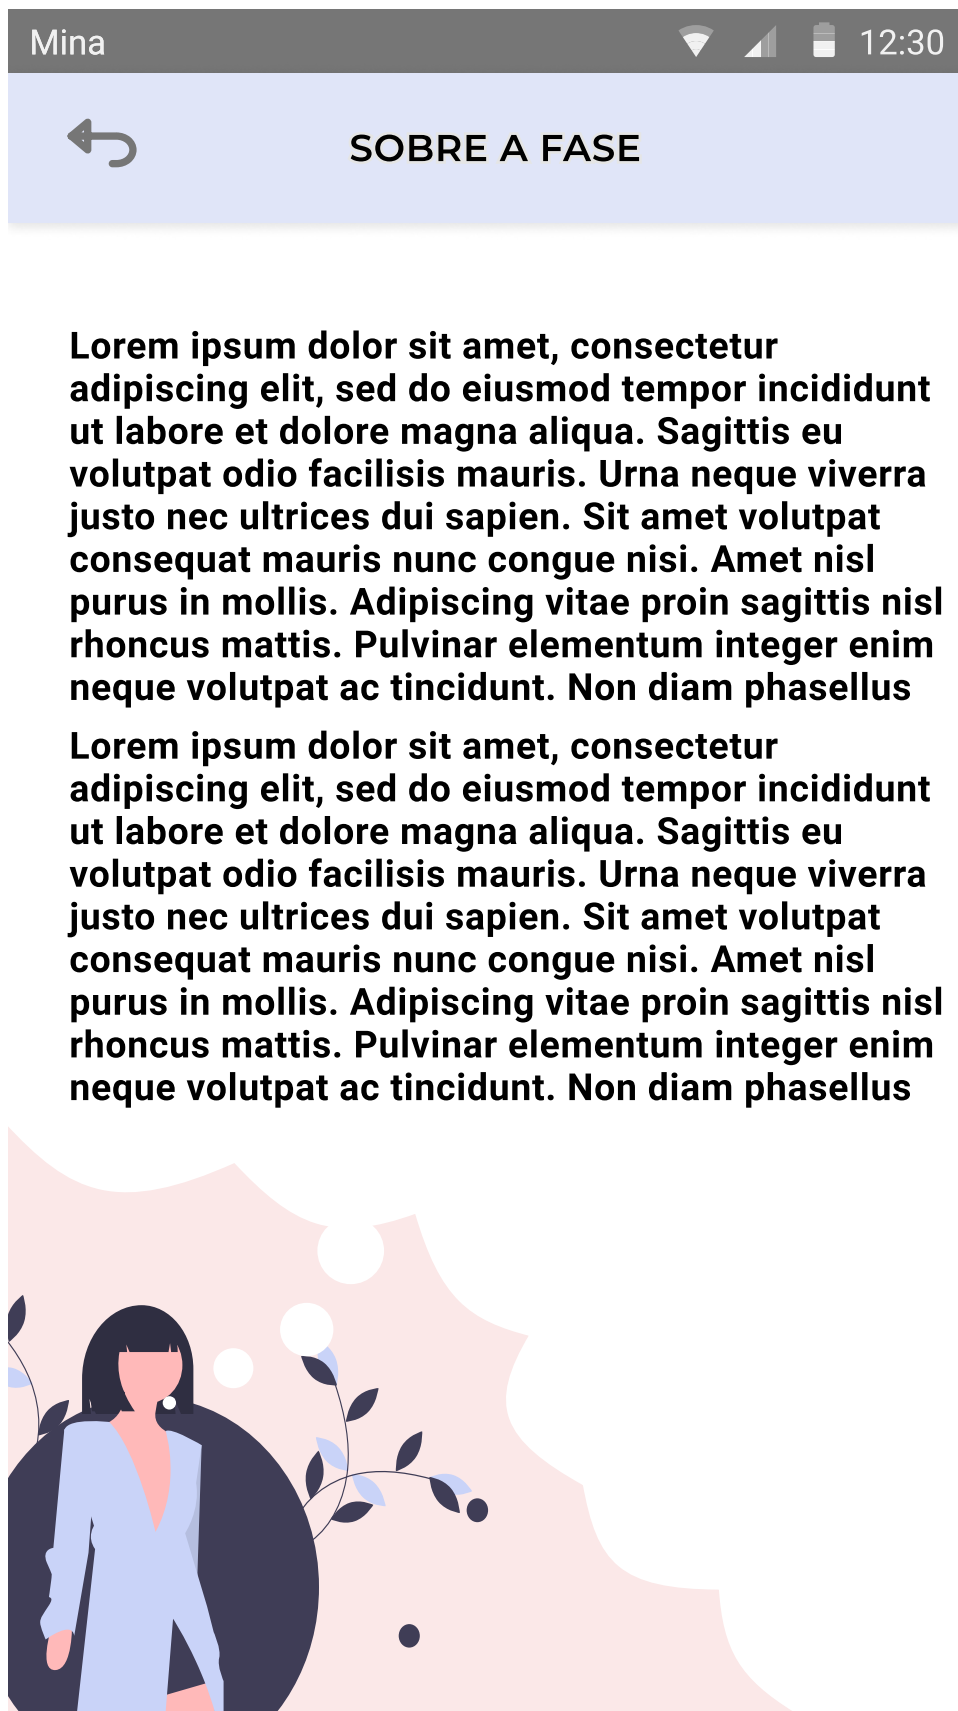 Mina 12:30
SOBRE A FASE
Lorem ipsum dolor sit amet, consectetur
adipiscing elit, sed do eiusmod tempor incididunt
ut labore et dolore magna aliqua. Sagittis eu
volutpat odio facilisis mauris. Urna neque viverra
justo nec ultrices dui sapien. Sit amet volutpat
consequat mauris nunc congue nisi. Amet nisl
purus in mollis. Adipiscing vitae proin sagittis nisl
rhoncus mattis. Pulvinar elementum integer enim
neque volutpat ac tincidunt. Non diam phasellus
Lorem ipsum dolor sit amet, consectetur
adipiscing elit, sed do eiusmod tempor incididunt
ut labore et dolore magna aliqua. Sagittis eu
volutpat odio facilisis mauris. Urna neque viverra
justo nec ultrices dui sapien. Sit amet volutpat
consequat mauris nunc congue nisi. Amet nisl
purus in mollis. Adipiscing vitae proin sagittis nisl
rhoncus mattis. Pulvinar elementum integer enim
neque volutpat ac tincidunt. Non diam phasellus